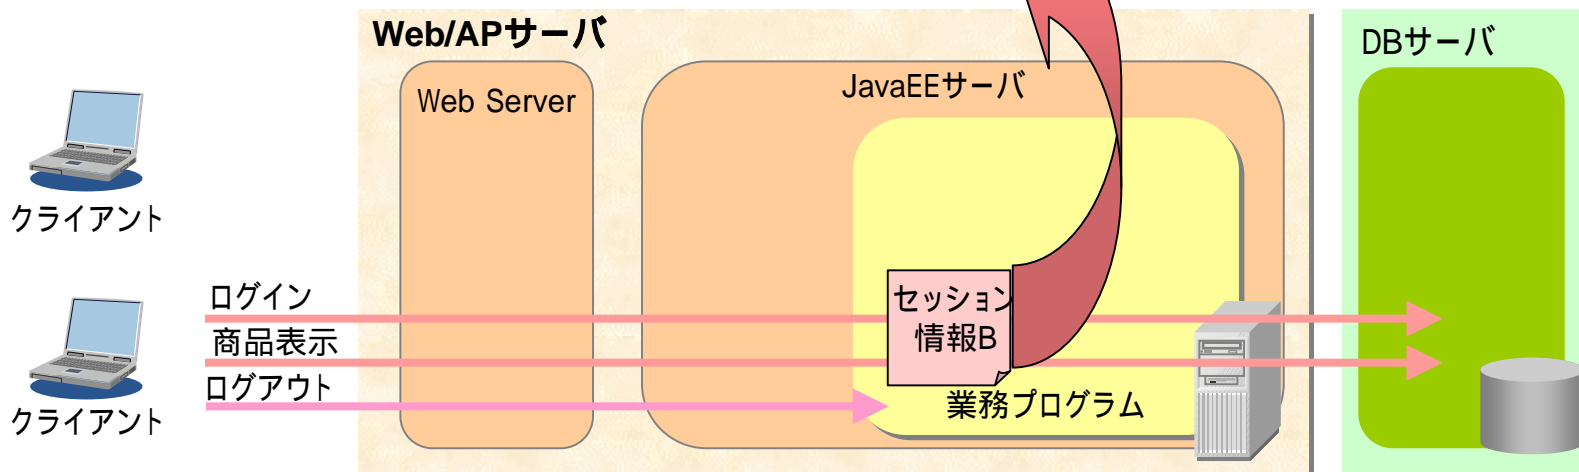 Web/APサーバ
DBサーバ
Web Server
JavaEEサーバ
クライアント
ログイン
商品表示
ログアウト
セッション
情報B
業務プログラム
クライアント